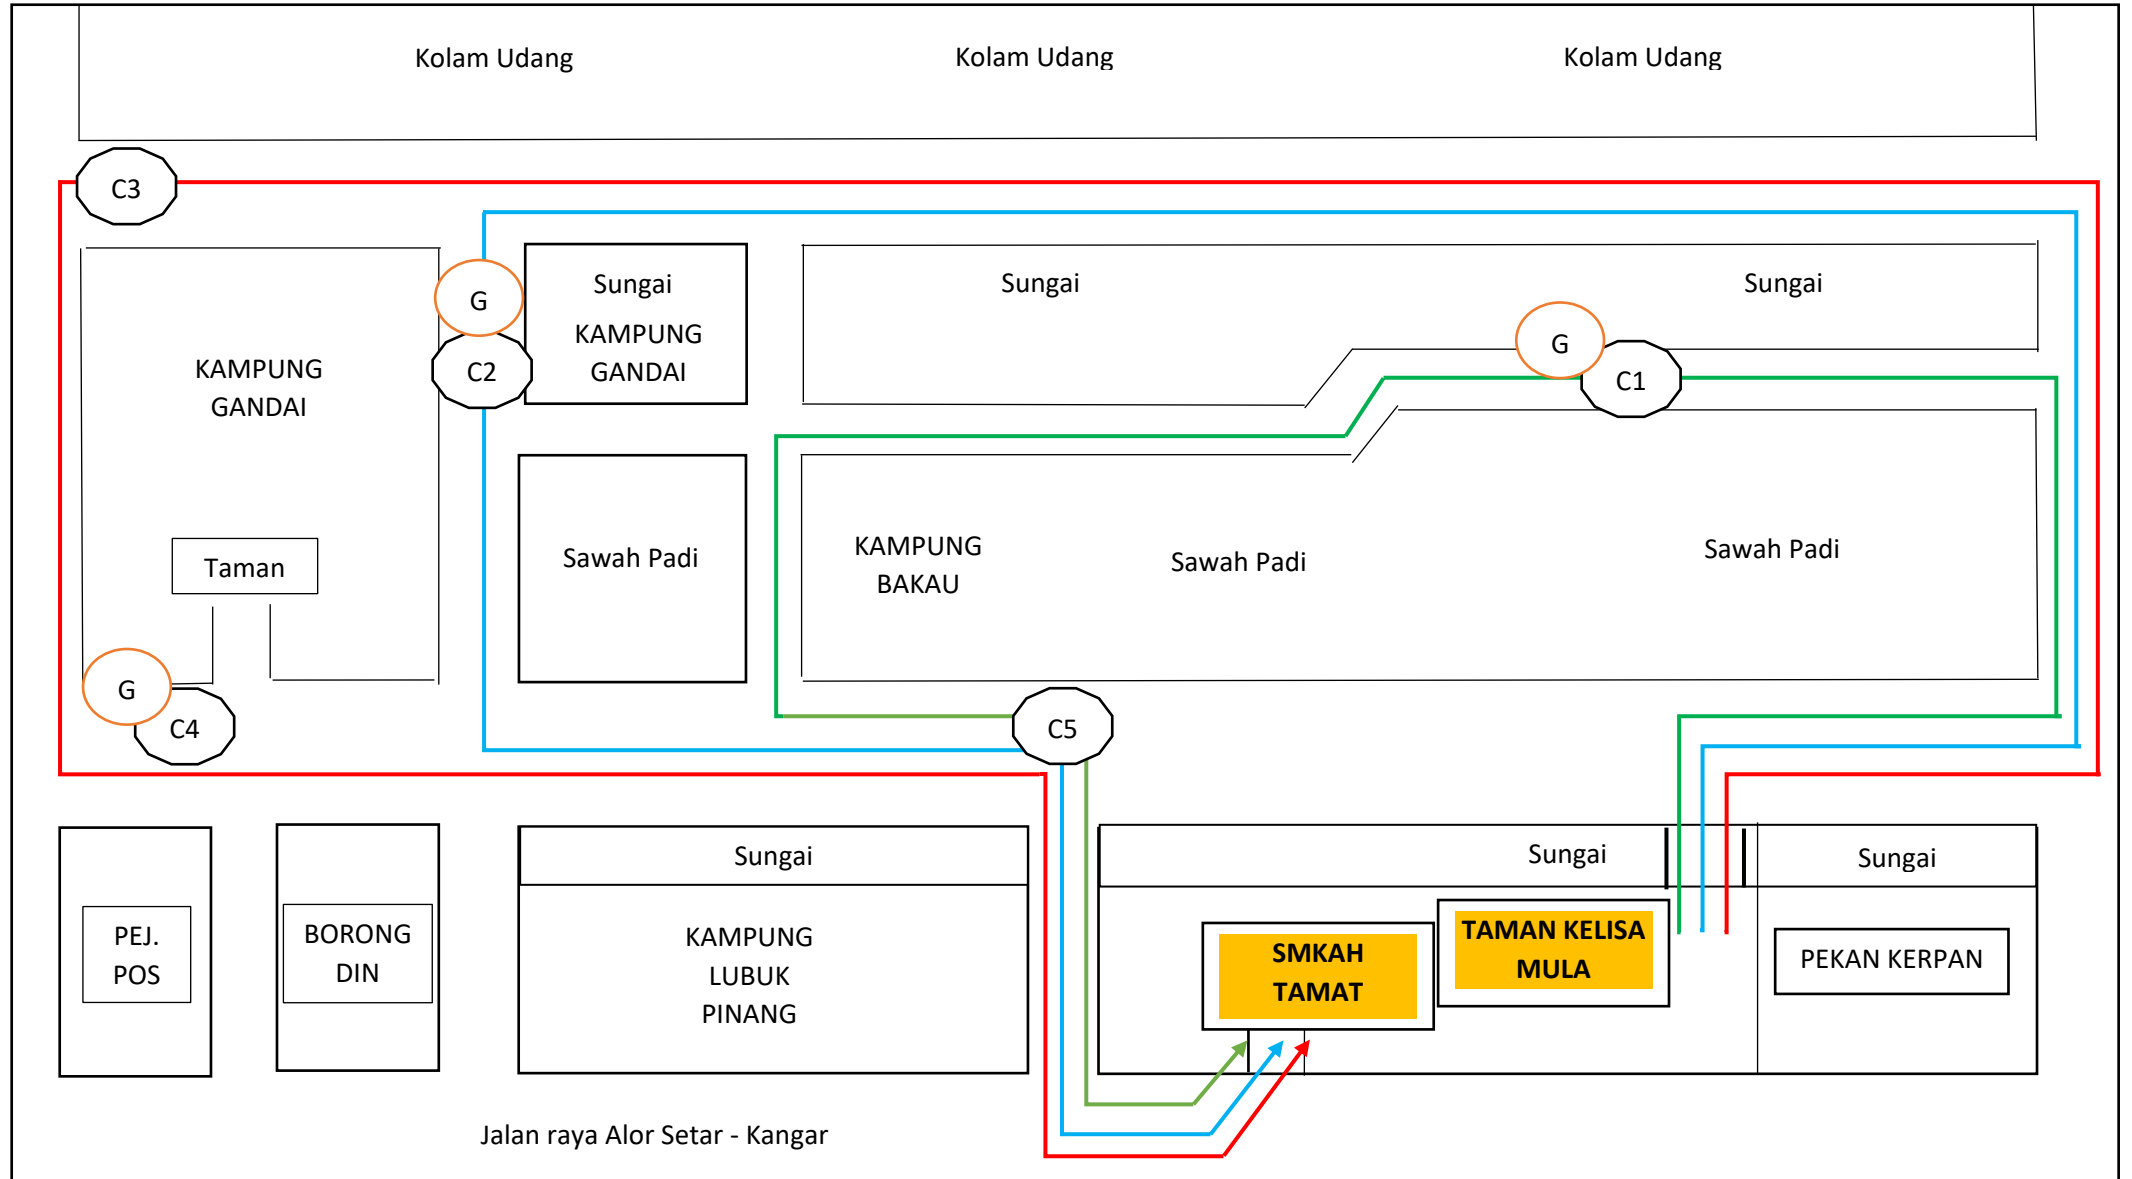 Kolam Udang
Kolam Udang
Kolam Udang
C3
Sungai
KAMPUNG
GANDAI
Sungai
Sungai
G
C2
G
C1
KAMPUNG
GANDAI
Taman
Sawah Padi
KAMPUNG
BAKAU
Sawah Padi
Sawah Padi
G
C4
C5
PEJ.
POS
BORONG
DIN
Sungai
KAMPUNG
LUBUK
PINANG
Sungai
Sungai
SMKAH
TAMAT
TAMAN KELISA
MULA
PEKAN KERPAN
Jalan raya Alor Setar - Kangar